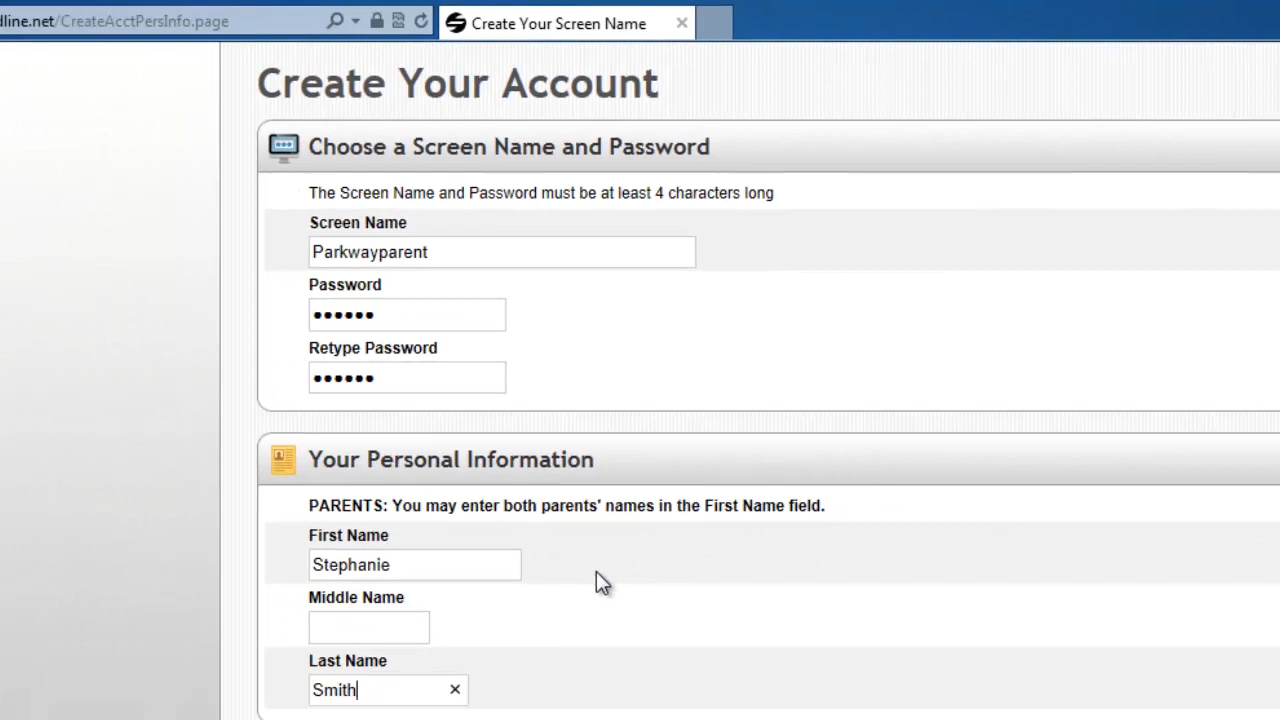 dline.net/CreateAcctPersInfo.page
Create Your Screen Name
Create Your Account
Choose a Screen Name and Password
The Screen Name and Password must be at least 4 characters long
Screen Name
Parkwayparent
Password
••••••
Retype Password
••••••
Your Personal Information
PARENTS: You may enter both parents' names in the First Name field.
First Name
Stephanie
Middle Name
Last Name
Smith